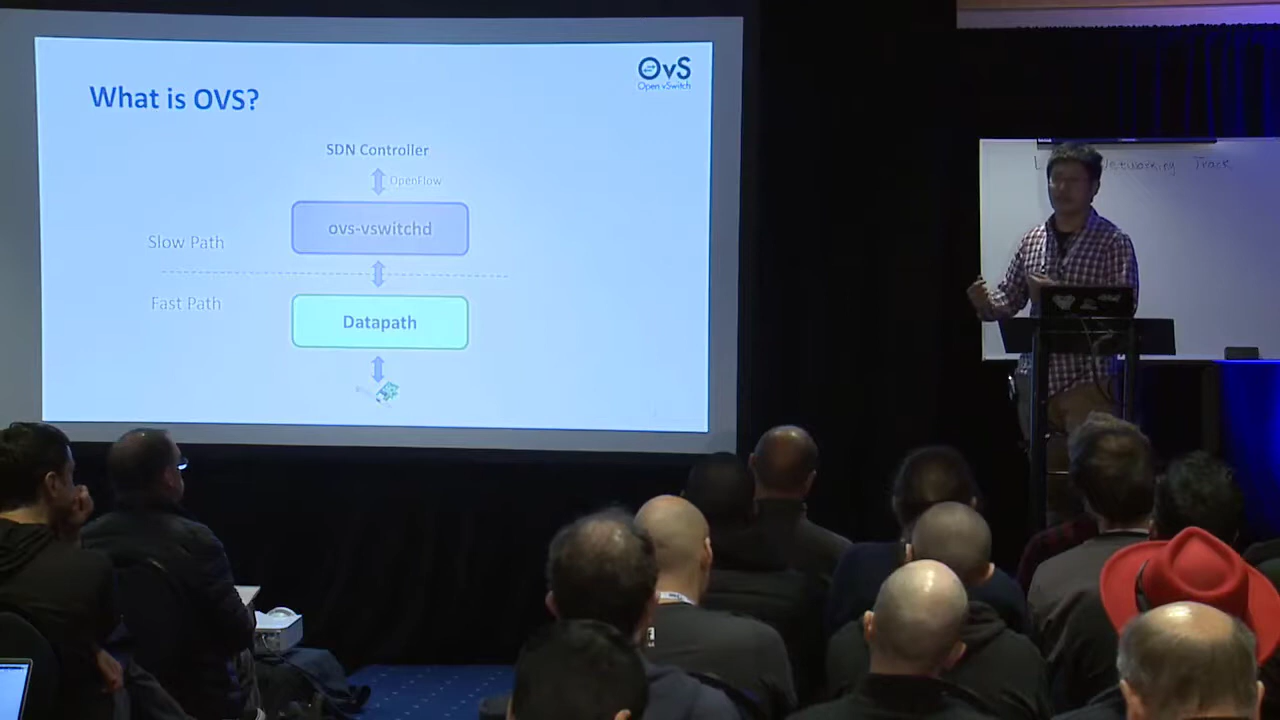 OvS
Open vSwitch
What is OVS?
SDN Controller
OpenFlow
ovs-vswitchd
Slow Path
Fast Path
Datapath
Networking Track